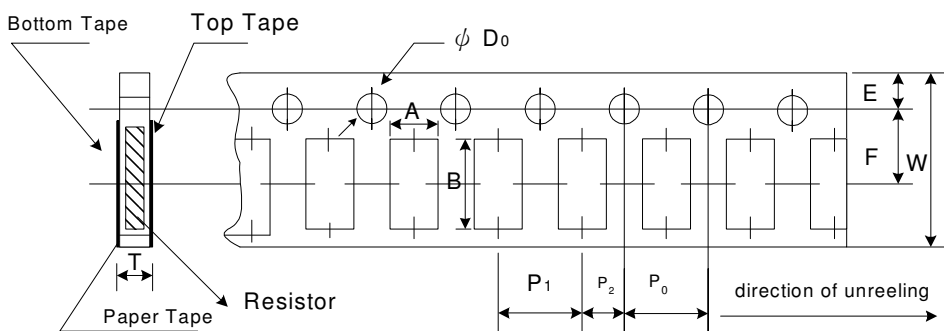 Bottom Tape
Top Tape
ψ D0
E
A
F
W
B
T
P1
P2
P0
direction of unreeling
Resistor
Paper Tape